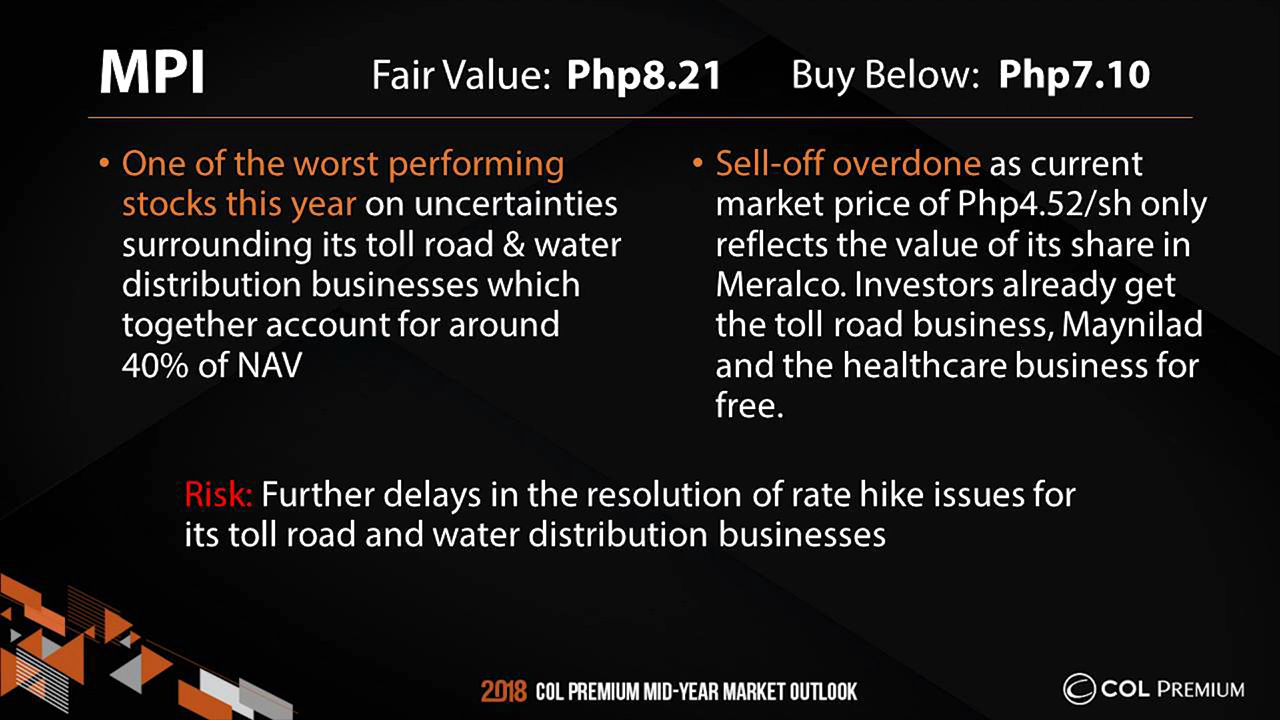 MPI
Fair Value: Php8.21
Buy Below: Php7.10
• One of the worst performing
stocks this year on uncertainties
surrounding its toll road & water
distribution businesses which
together account for around
40% of NAV
• Sell-off overdone as current
market price of Php4.52/sh only
reflects the value of its share in
Meralco. Investors already get
the toll road business, Maynilad
and the healthcare business for
free.
Risk: Further delays in the resolution of rate hike issues for
its toll road and water distribution businesses
2018 COL PREMIUM MID-YEAR MARKET OUTLOOK
COL PREMIUM